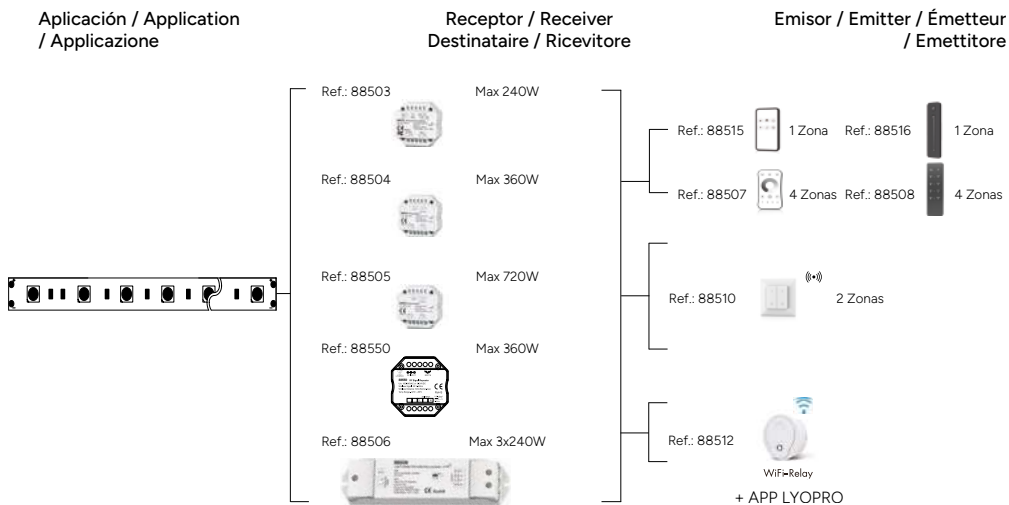 Aplicación / Application
/ Applicazione
Receptor / Receiver
Destinataire / Ricevitore
Emisor / Emitter / Émetteur
/ Emettitore
Ref.: 88503 Max 240W
Ref.: 88515 1 Zona Ref.: 88516 1 Zona
Ref.: 88504 Max 360W
Ref.: 88507 4 Zonas Ref.: 88508 4 Zonas
Ref.: 88505 Max 720W
Ref.: 88510 2 Zonas
Ref.: 88550 Max 360W
CE
Ref.: 88506 Max 3x240W
CE RoHS
Ref.: 88512
WiFi-Relay
+ APP LYOPRO